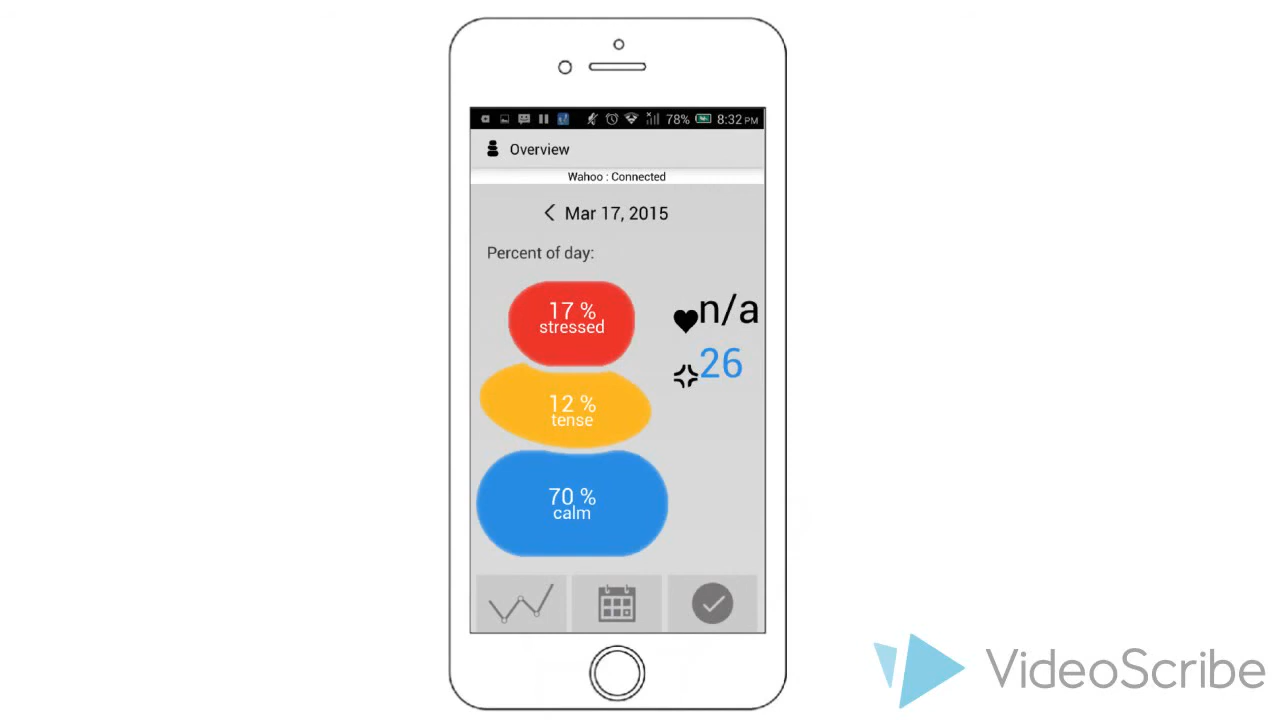 78% 8:32 PM
Overview
Wahoo : Connected
Mar 17, 2015
Percent of day:
17 %
stressed
n/a
26
12 %
tense
70 %
calm
VideoScribe